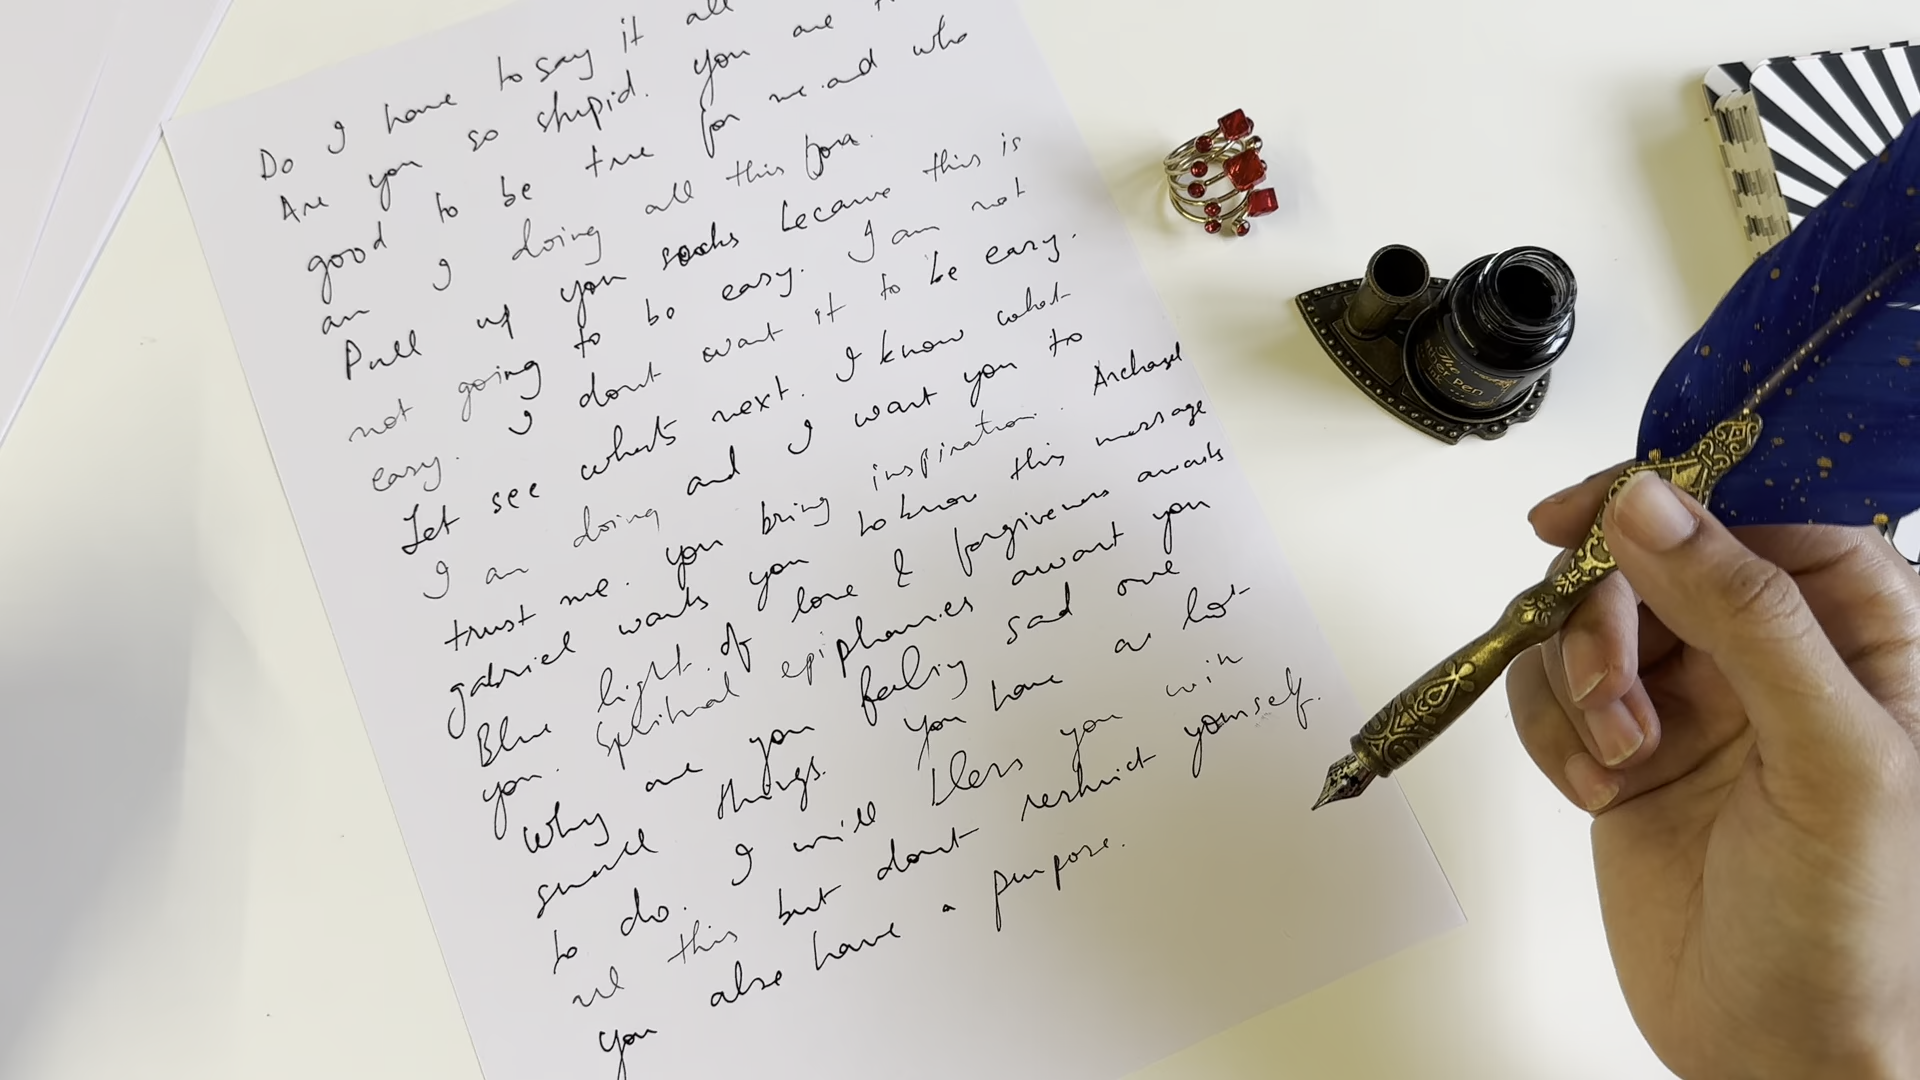 Do I have to say it all
Are you so stupid. you are
good to be true for me and who
am I doing all this for.
Pull up you socks because this is
not going to be easy. I am not
easy. I dont want it to be easy.
Let see whats next. I know what
I am doing and I want you to
trust me. you bring inspiration. Archangel
gabriel wants you to know this message
Blue light of love & forgiveness awaits
you. Spiritual epiphanies await you
Why are you feeling sad one
small things. you have a lot
to do. I will bless you win
this but dont restrict yourself.
you also have a purpose.
pen
ink